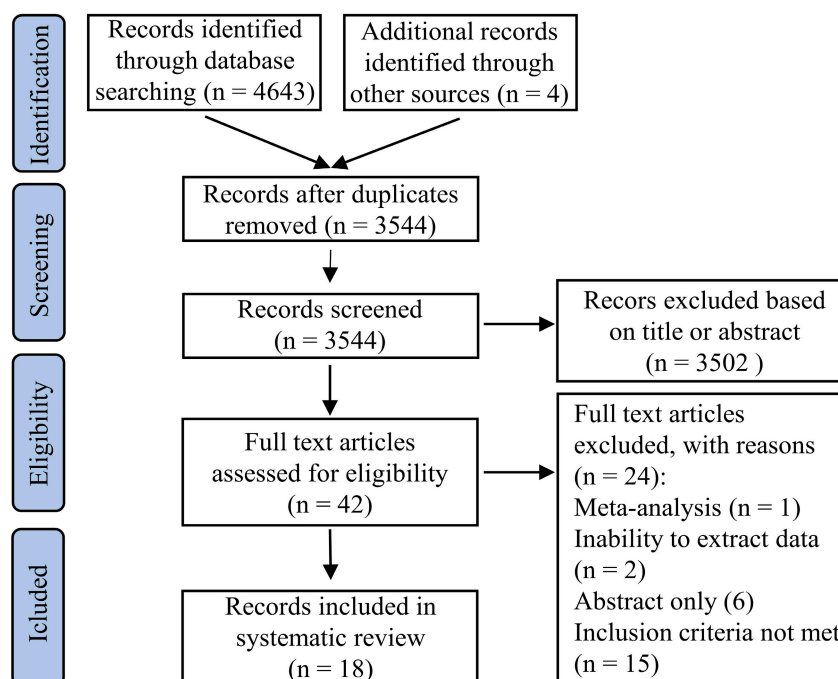 Identification
Records identified
through database
searching (n = 4643)
Additional records
identified through
other sources (n = 4)
Screening
Records after duplicates
removed (n = 3544)
Records screened
(n = 3544)
Recors excluded based
on title or abstract
(n = 3502 )
Eligibility
Full text articles
assessed for eligibility
(n = 42)
Full text articles
excluded, with reasons
(n = 24):
Meta-analysis (n = 1)
Inability to extract data
(n = 2)
Abstract only (6)
Inclusion criteria not met
(n = 15)
Icluded
Records included in
systematic review
(n = 18)